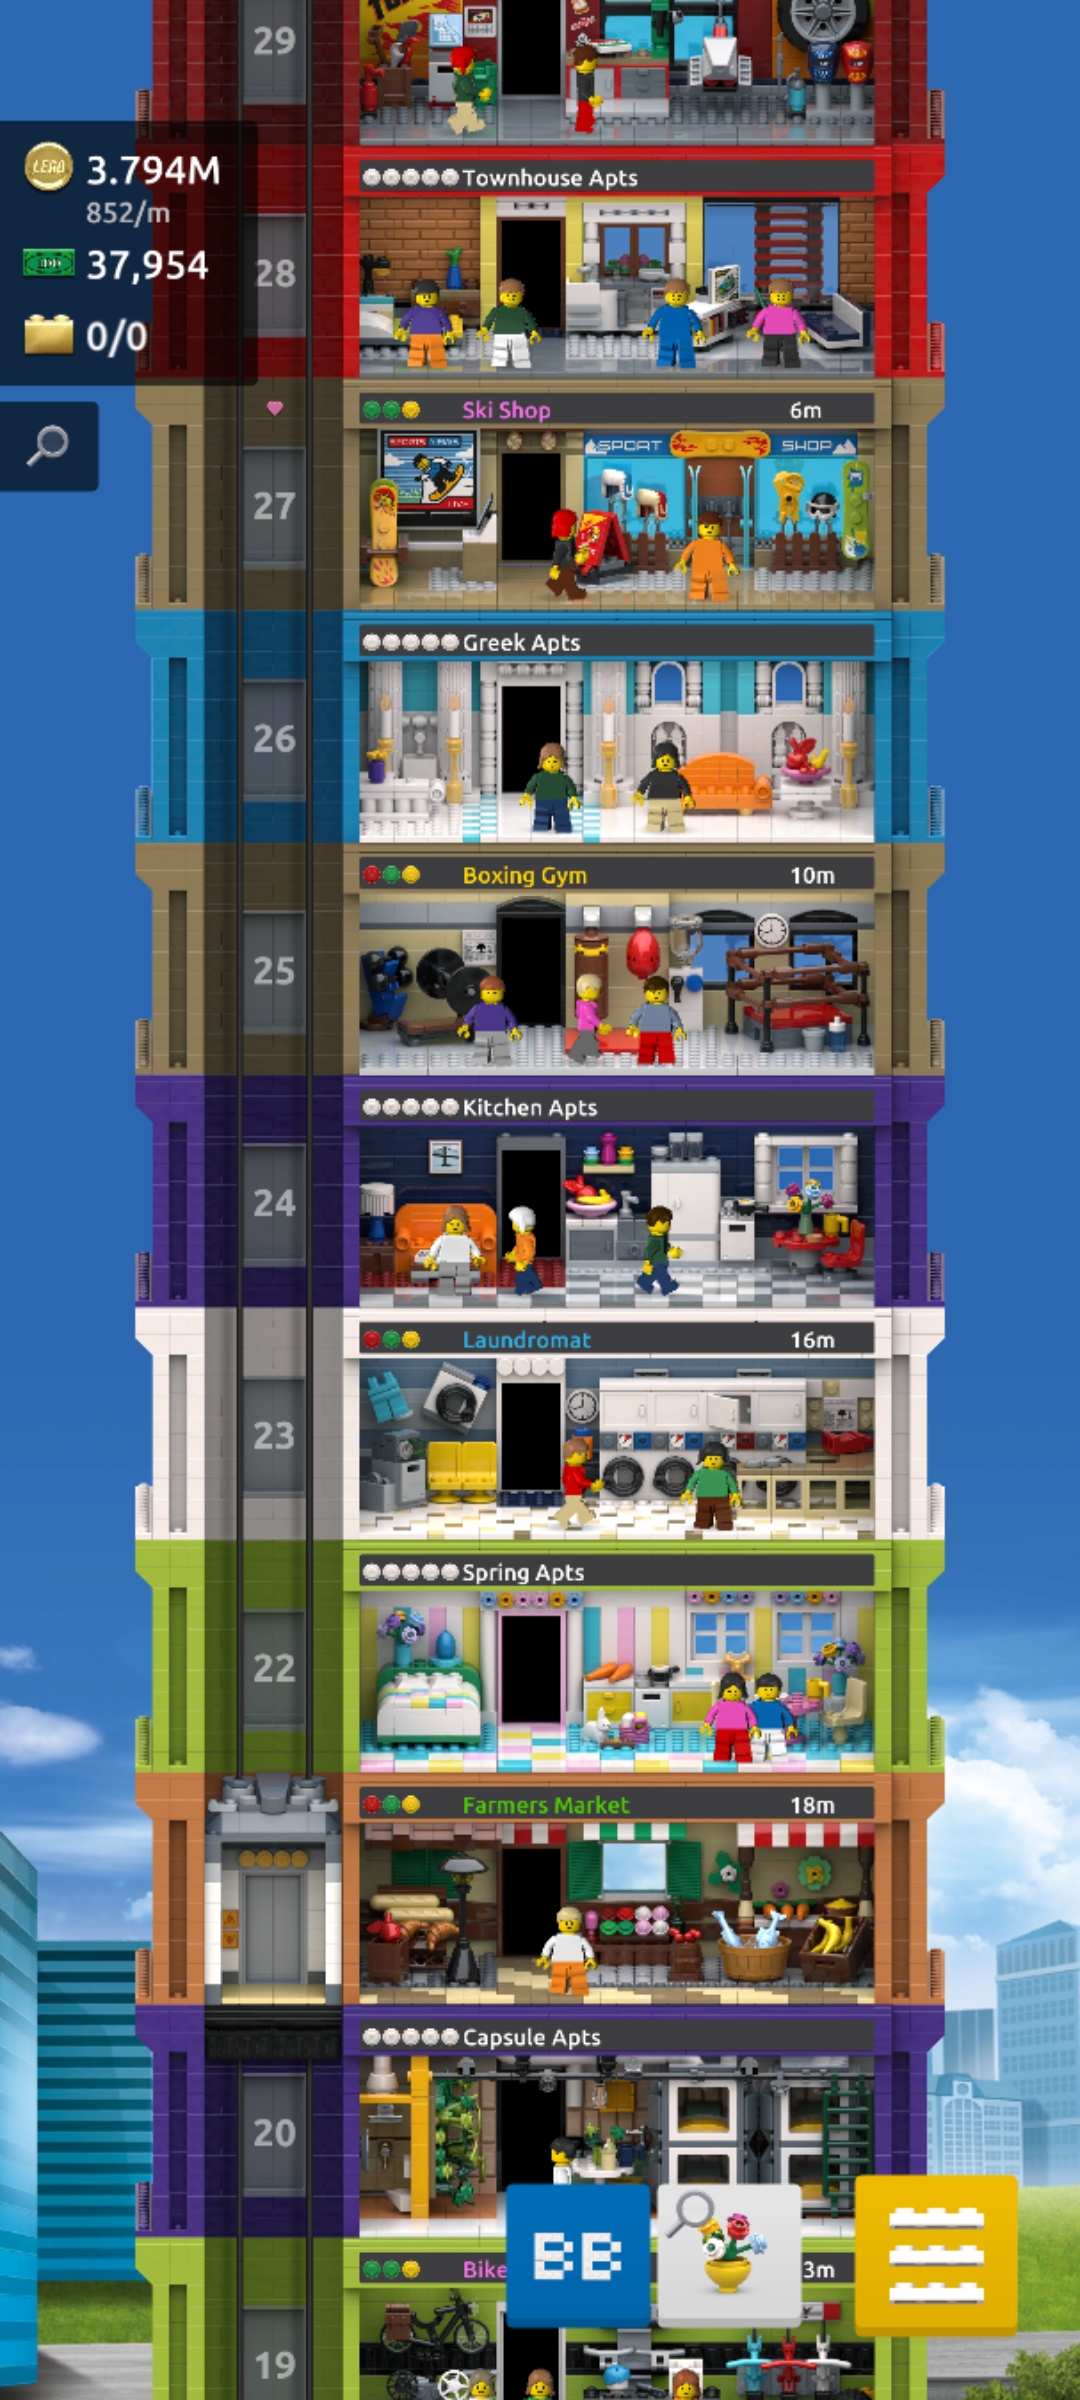 29
LEGO
3.794M
852/m
37,954
0/0
Townhouse Apts
28
Ski Shop 6m
SPORT SHOP
27
Greek Apts
26
Boxing Gym 10m
25
Kitchen Apts
24
Laundromat 16m
23
Spring Apts
22
Farmers Market 18m
Capsule Apts
20
BB
Bike
3m
19